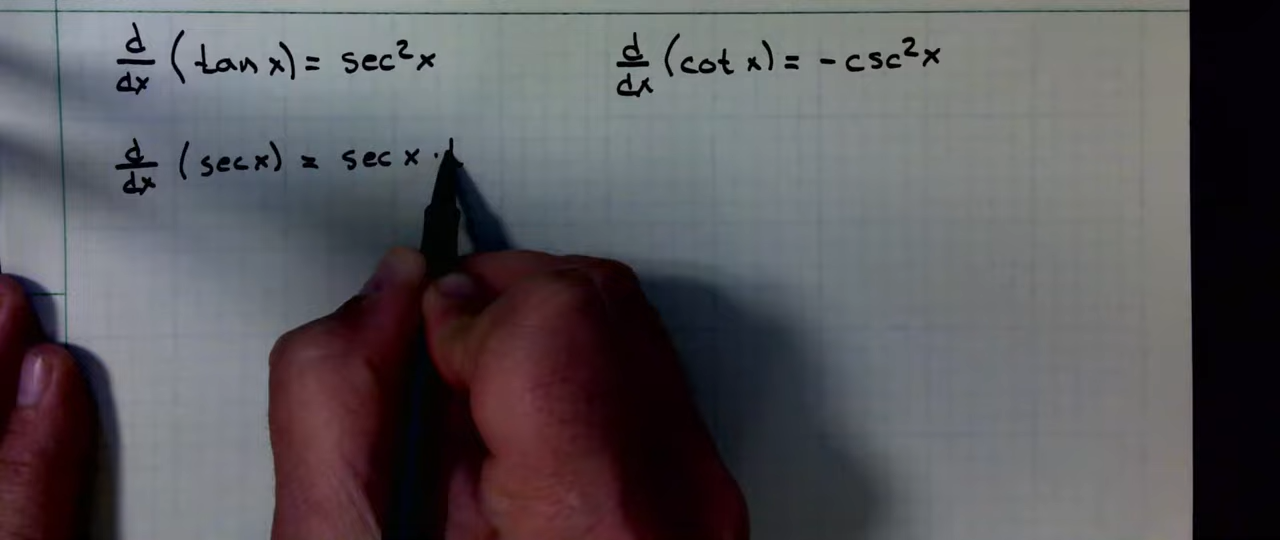 d/dx (tan x) = sec²x
d/dx (cot x) = -csc²x
d/dx (sec x) = sec x ·